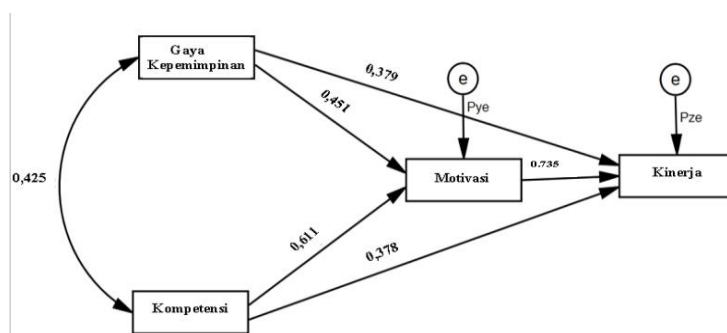 Gaya
Kepemimpinan
0,379
e
e
Pye
Pze
0,451
0,425
Motivasi
0.735
Kinerja
0,611
0,378
Kompetensi